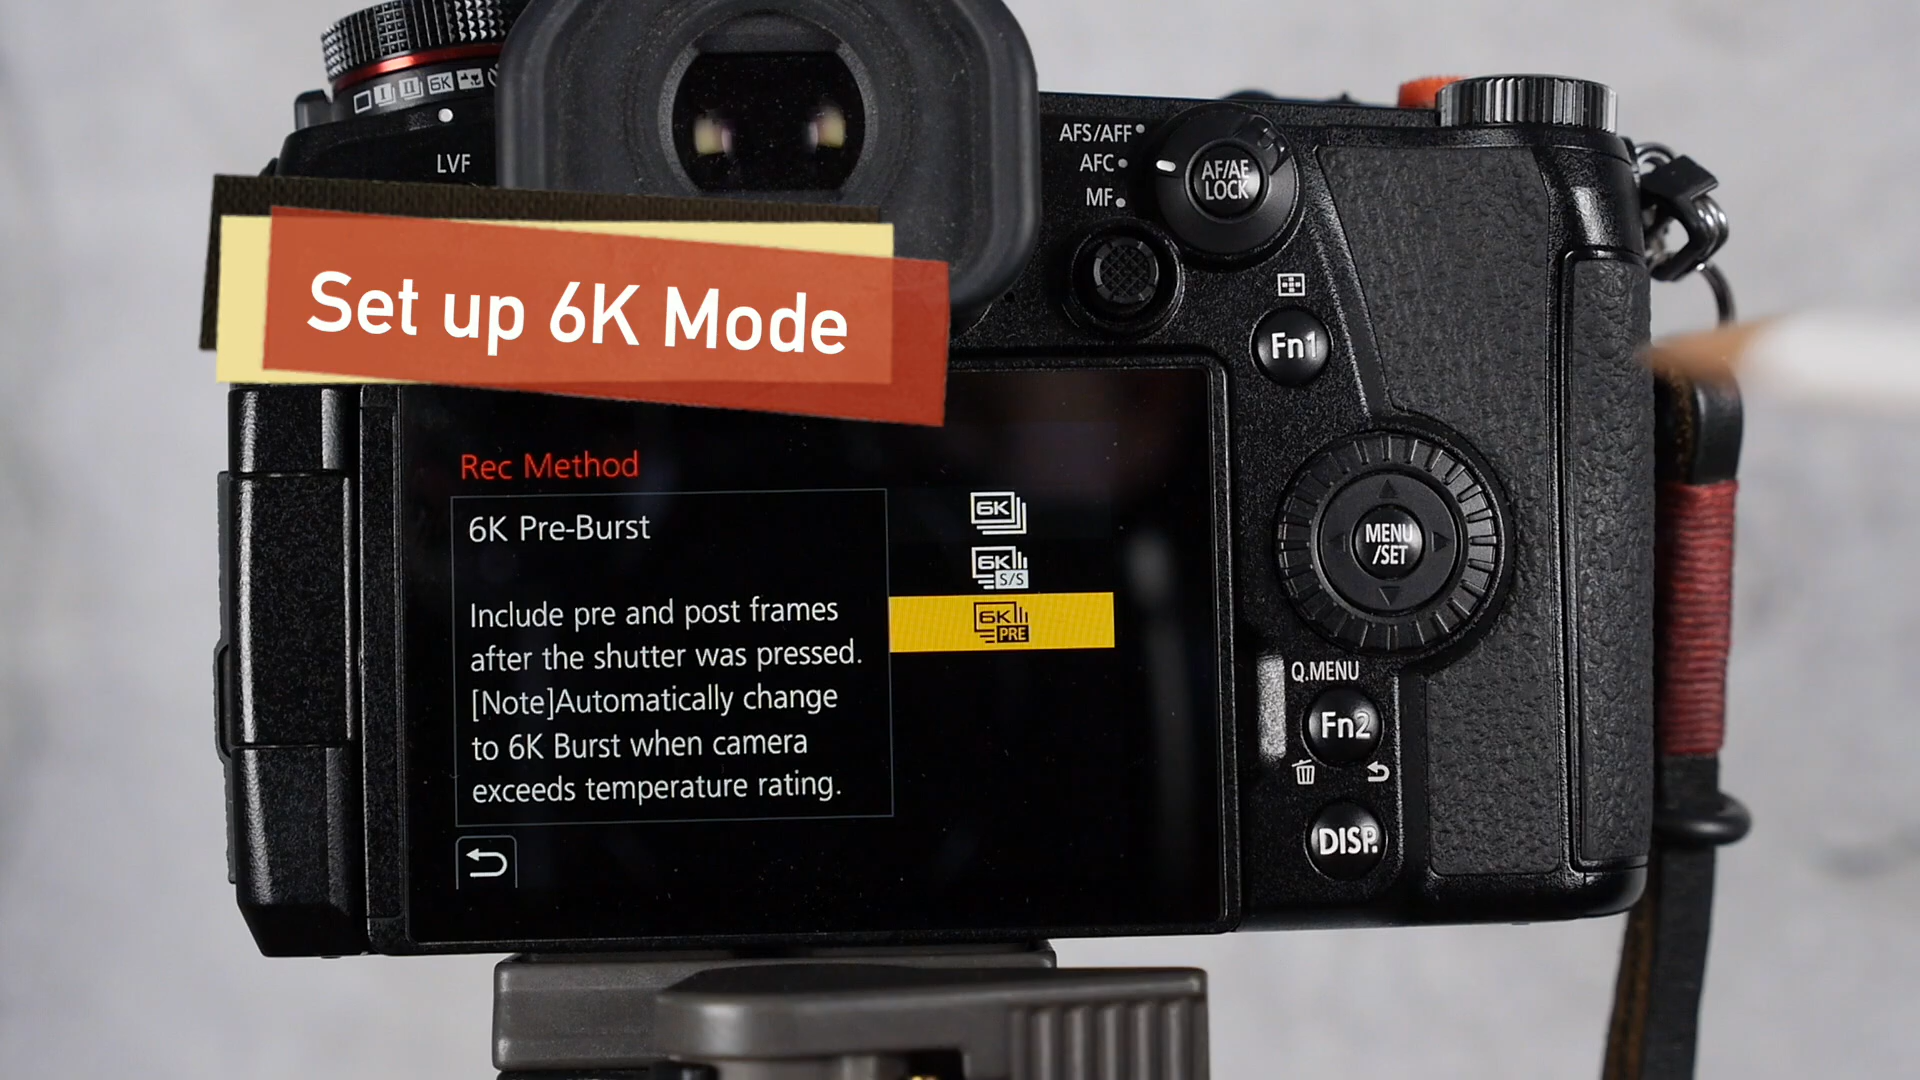 I II 6K
LVF
AFS/AFF
AFC
MF
AF/AE
LOCK
Set up 6K Mode
Fn1
Rec Method
6K Pre-Burst
Include pre and post frames
after the shutter was pressed.
[Note]Automatically change
to 6K Burst when camera
exceeds temperature rating.
6K
6K
S/S
6K
PRE
MENU
/SET
Q.MENU
Fn2
DISP.